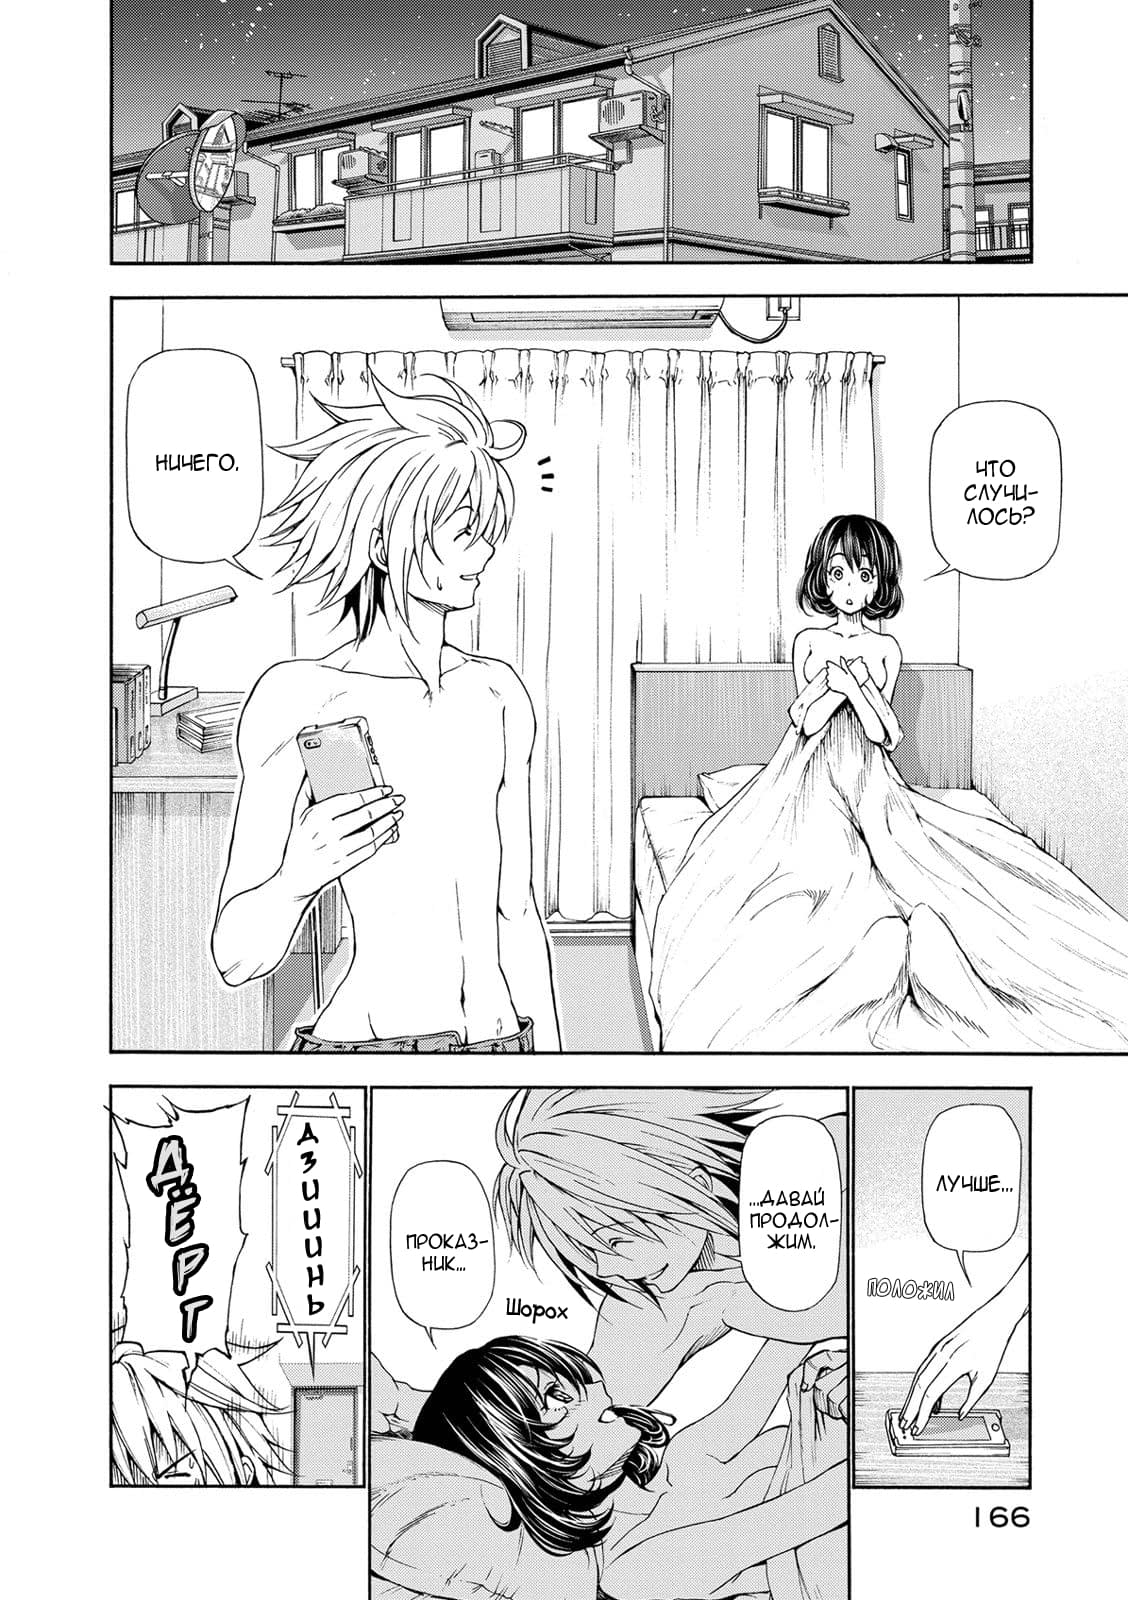 ЧТО
СЛУЧИ-
ЛОСЬ?
НИЧЕГО.
ЛУЧШЕ...
ПОЛОЖИЛ
...ДАВАЙ
ПРОДОЛ-
ЖИМ.
ПРОКАЗ-
НИК...
Шорох
ДЗИИИНЬ
ДЁРГ
166